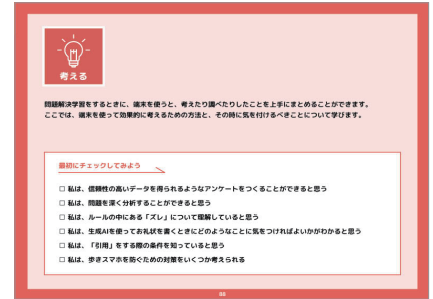 考える
問題解決学習をするときに、端末を使うと、考えたり調べたりしたことを上手にまとめることができます。
ここでは、端末を使って効果的に考えるための方法と、その時に気を付けるべきことについて学びます。
最初にチェックしてみよう
□ 私は、信頼性の高いデータを得られるようなアンケートをつくることができると思う
□ 私は、問題を深く分析することができると思う
□ 私は、ルールの中にある「ズレ」について理解していると思う
□ 私は、生成AIを使ってお礼状を書くときにどのようなことに気をつければよいかがわかると思う
□ 私は、「引用」をする際の条件を知っていると思う
□ 私は、歩きスマホを防ぐための対策をいくつか考えられる